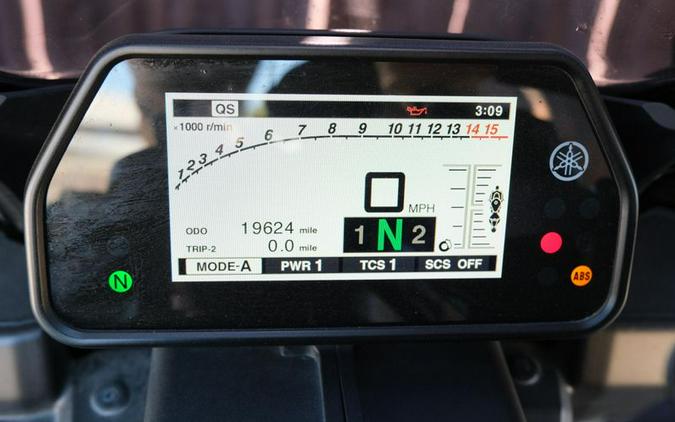 QS
3:09
×1000 r/min
1 2 3 4 5 6 7 8 9 10 11 12 13 14 15
0 MPH
ODO 19624 mile
TRIP-2 0.0 mile
1 N 2
MODE-A PWR 1 TCS 1 SCS OFF
N
ABS